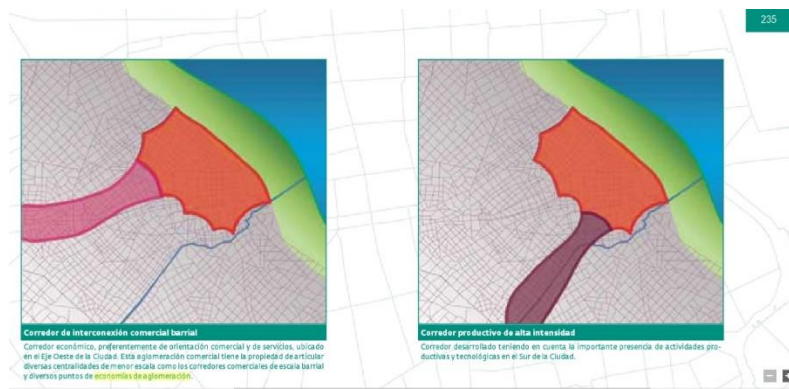 235
Corredor de interconexión comercial barrial
Corredor económico, preferentemente de orientación comercial y de servicios, ubicado
en el Eje Oeste de la Ciudad. Esta aglomeración comercial tiene la propiedad de articular
diversas centralidades de menor escala como los corredores comerciales de escala barrial
y diversos puntos de economías de aglomeración.
Corredor productivo de alta intensidad
Corredor desarrollado teniendo en cuenta la importante presencia de actividades pro-
ductivas y tecnológicas en el Sur de la Ciudad.